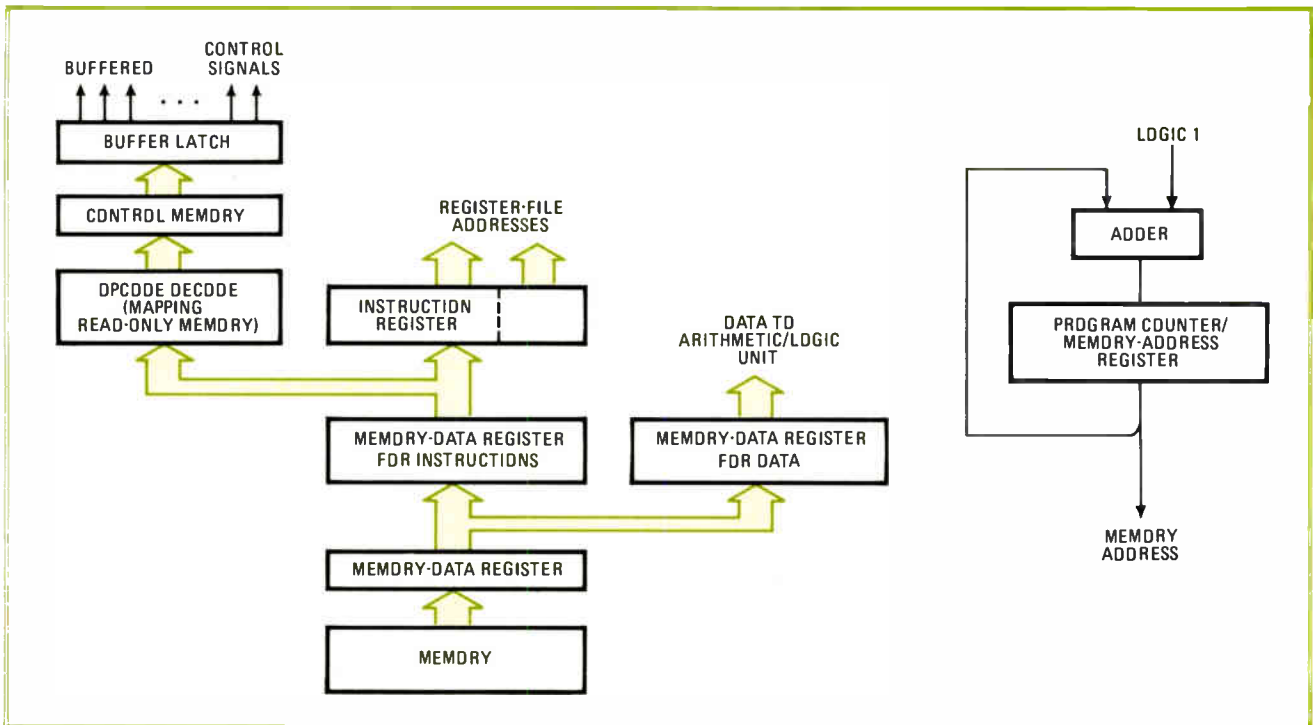 BUFFERED
CONTROL
SIGNALS
. . .
BUFFER LATCH
CONTROL MEMORY
OPCODE DECODE
(MAPPING
READ-ONLY MEMORY)
REGISTER-FILE
ADDRESSES
INSTRUCTION
REGISTER
DATA TO
ARITHMETIC/LOGIC
UNIT
MEMORY-DATA REGISTER
FOR INSTRUCTIONS
MEMORY-DATA REGISTER
FOR DATA
MEMORY-DATA REGISTER
MEMORY
LOGIC 1
ADDER
PROGRAM COUNTER/
MEMORY-ADDRESS
REGISTER
MEMORY
ADDRESS